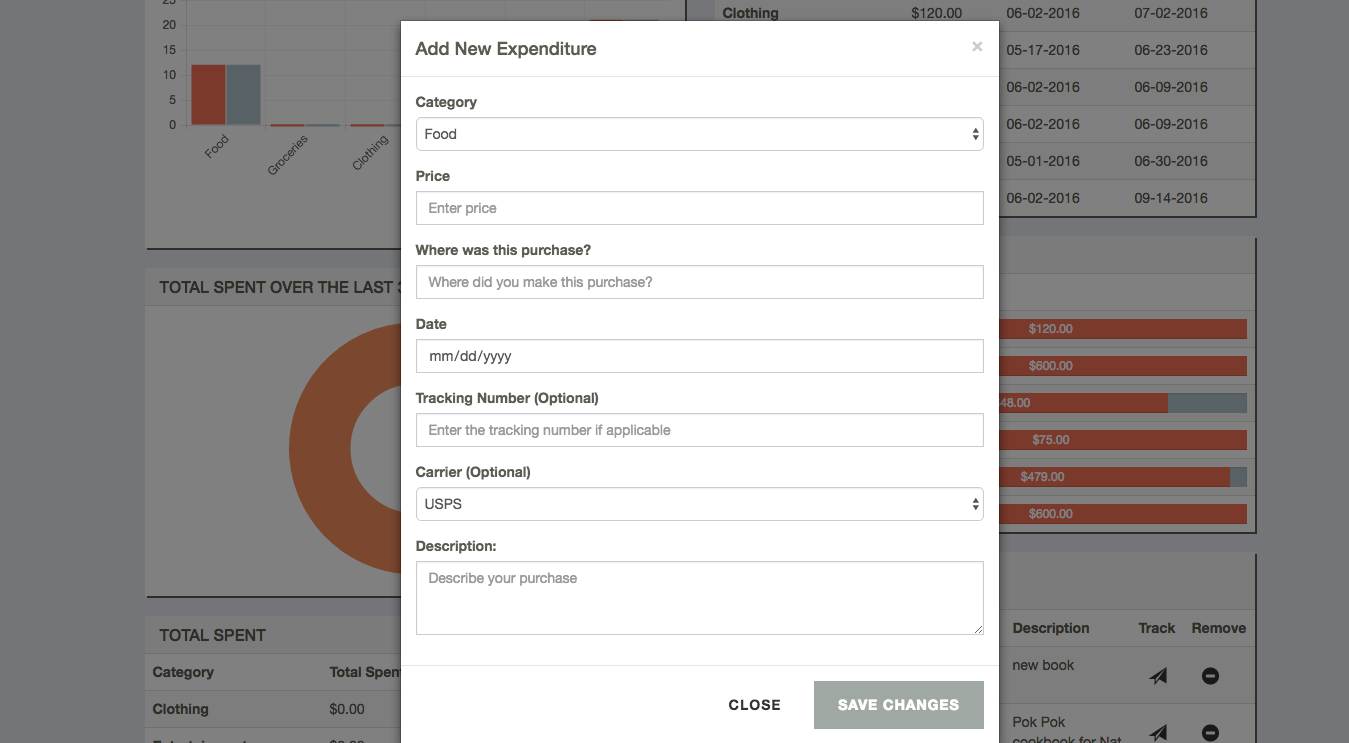 25
20
15
10
5
0
Food
Groceries
Clothing
Clothing $120.00 06-02-2016 07-02-2016
05-17-2016 06-23-2016
06-02-2016 06-09-2016
06-02-2016 06-09-2016
05-01-2016 06-30-2016
06-02-2016 09-14-2016
Add New Expenditure ×
Category
Food
Price
Enter price
Where was this purchase?
Where did you make this purchase?
Date
mm/dd/yyyy
Tracking Number (Optional)
Enter the tracking number if applicable
Carrier (Optional)
USPS
Description:
Describe your purchase
CLOSE SAVE CHANGES
TOTAL SPENT OVER THE LAST
$120.00
$600.00
48.00
$75.00
$479.00
$600.00
TOTAL SPENT
Category Total Spen
Clothing $0.00
$0.00
Description Track Remove
new book
Pok Pok
cookbook for Nat